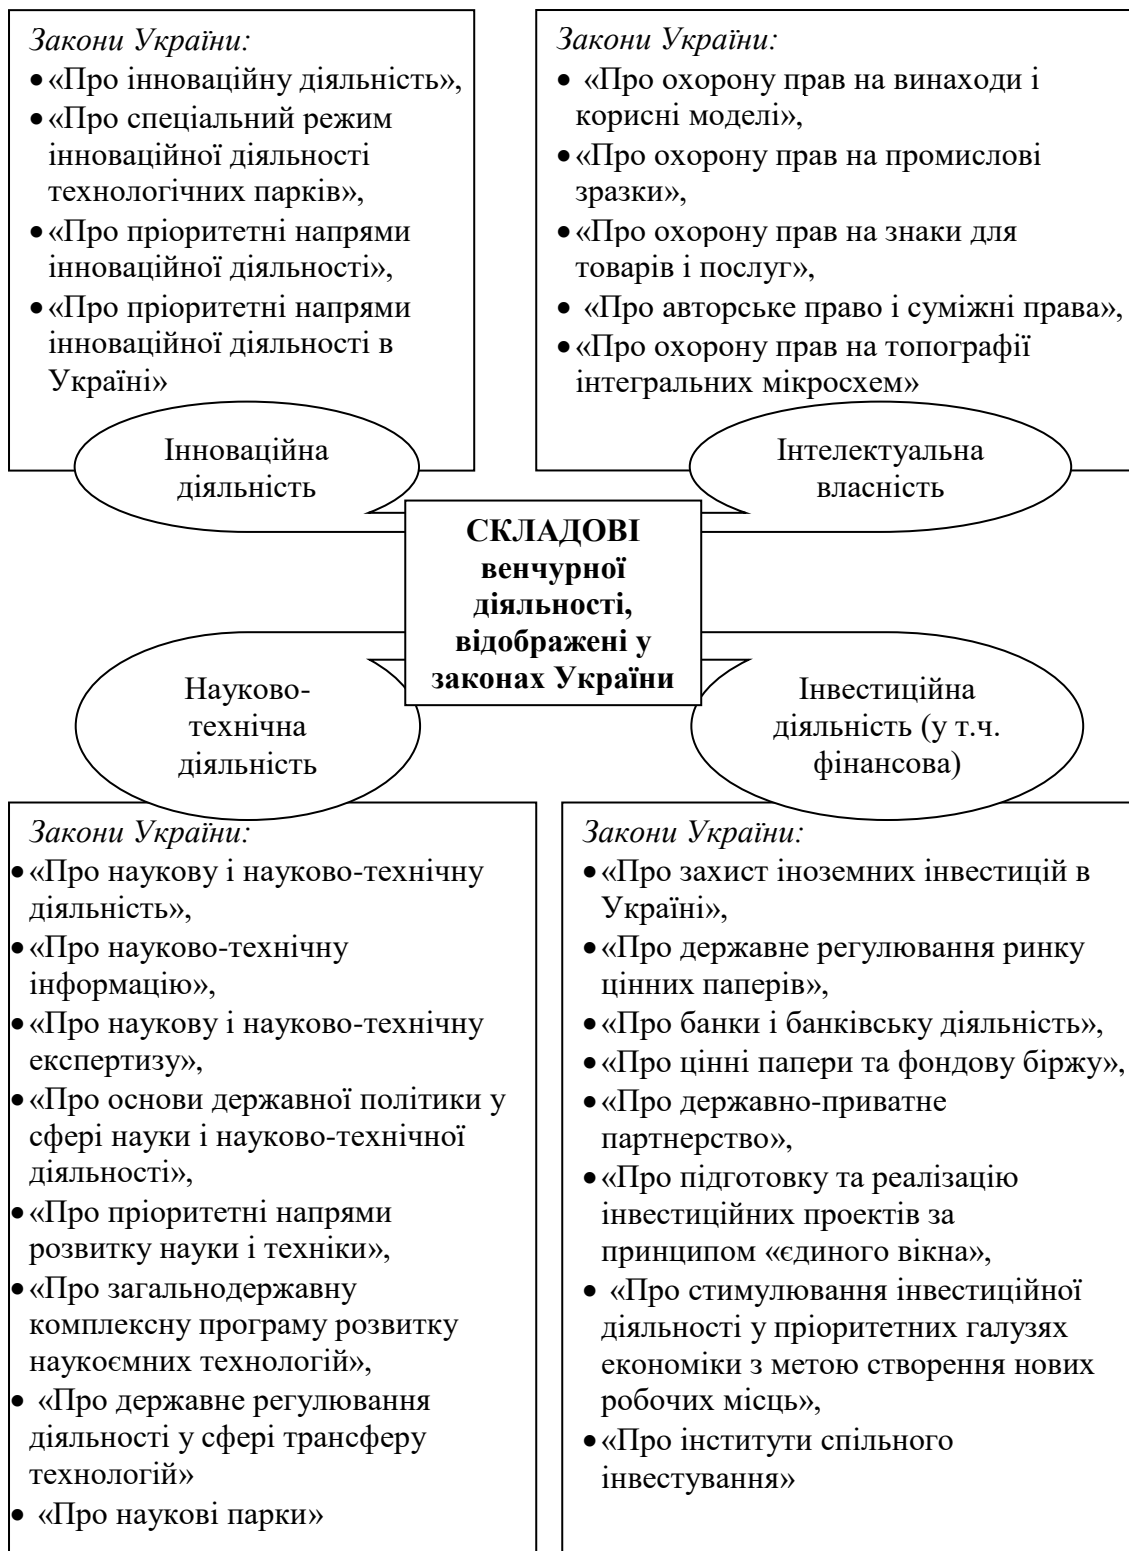 Закони України:
• «Про інноваційну діяльність»,
• «Про спеціальний режим
інноваційної діяльності
технологічних парків»,
• «Про пріоритетні напрями
інноваційної діяльності»,
• «Про пріоритетні напрями
інноваційної діяльності в
Україні»
Інноваційна
діяльність
Закони України:
• «Про охорону прав на винаходи і
корисні моделі»,
• «Про охорону прав на промислові
зразки»,
• «Про охорону прав на знаки для
товарів і послуг»,
• «Про авторське право і суміжні права»,
• «Про охорону прав на топографії
інтегральних мікросхем»
Інтелектуальна
власність
СКЛАДОВІ
венчурної
діяльності,
відображені у
законах України
Науково-
технічна
діяльність
Інвестиційна
діяльність (у т.ч.
фінансова)
Закони України:
• «Про наукову і науково-технічну
діяльність»,
• «Про науково-технічну
інформацію»,
• «Про наукову і науково-технічну
експертизу»,
• «Про основи державної політики у
сфері науки і науково-технічної
діяльності»,
• «Про пріоритетні напрями
розвитку науки і техніки»,
• «Про загальнодержавну
комплексну програму розвитку
наукоємних технологій»,
• «Про державне регулювання
діяльності у сфері трансферу
технологій»
• «Про наукові парки»
Закони України:
• «Про захист іноземних інвестицій в
Україні»,
• «Про державне регулювання ринку
цінних паперів»,
• «Про банки і банківську діяльність»,
• «Про цінні папери та фондову біржу»,
• «Про державно-приватне
партнерство»,
• «Про підготовку та реалізацію
інвестиційних проектів за
принципом «єдиного вікна»,
• «Про стимулювання інвестиційної
діяльності у пріоритетних галузях
економіки з метою створення нових
робочих місць»,
• «Про інститути спільного
інвестування»